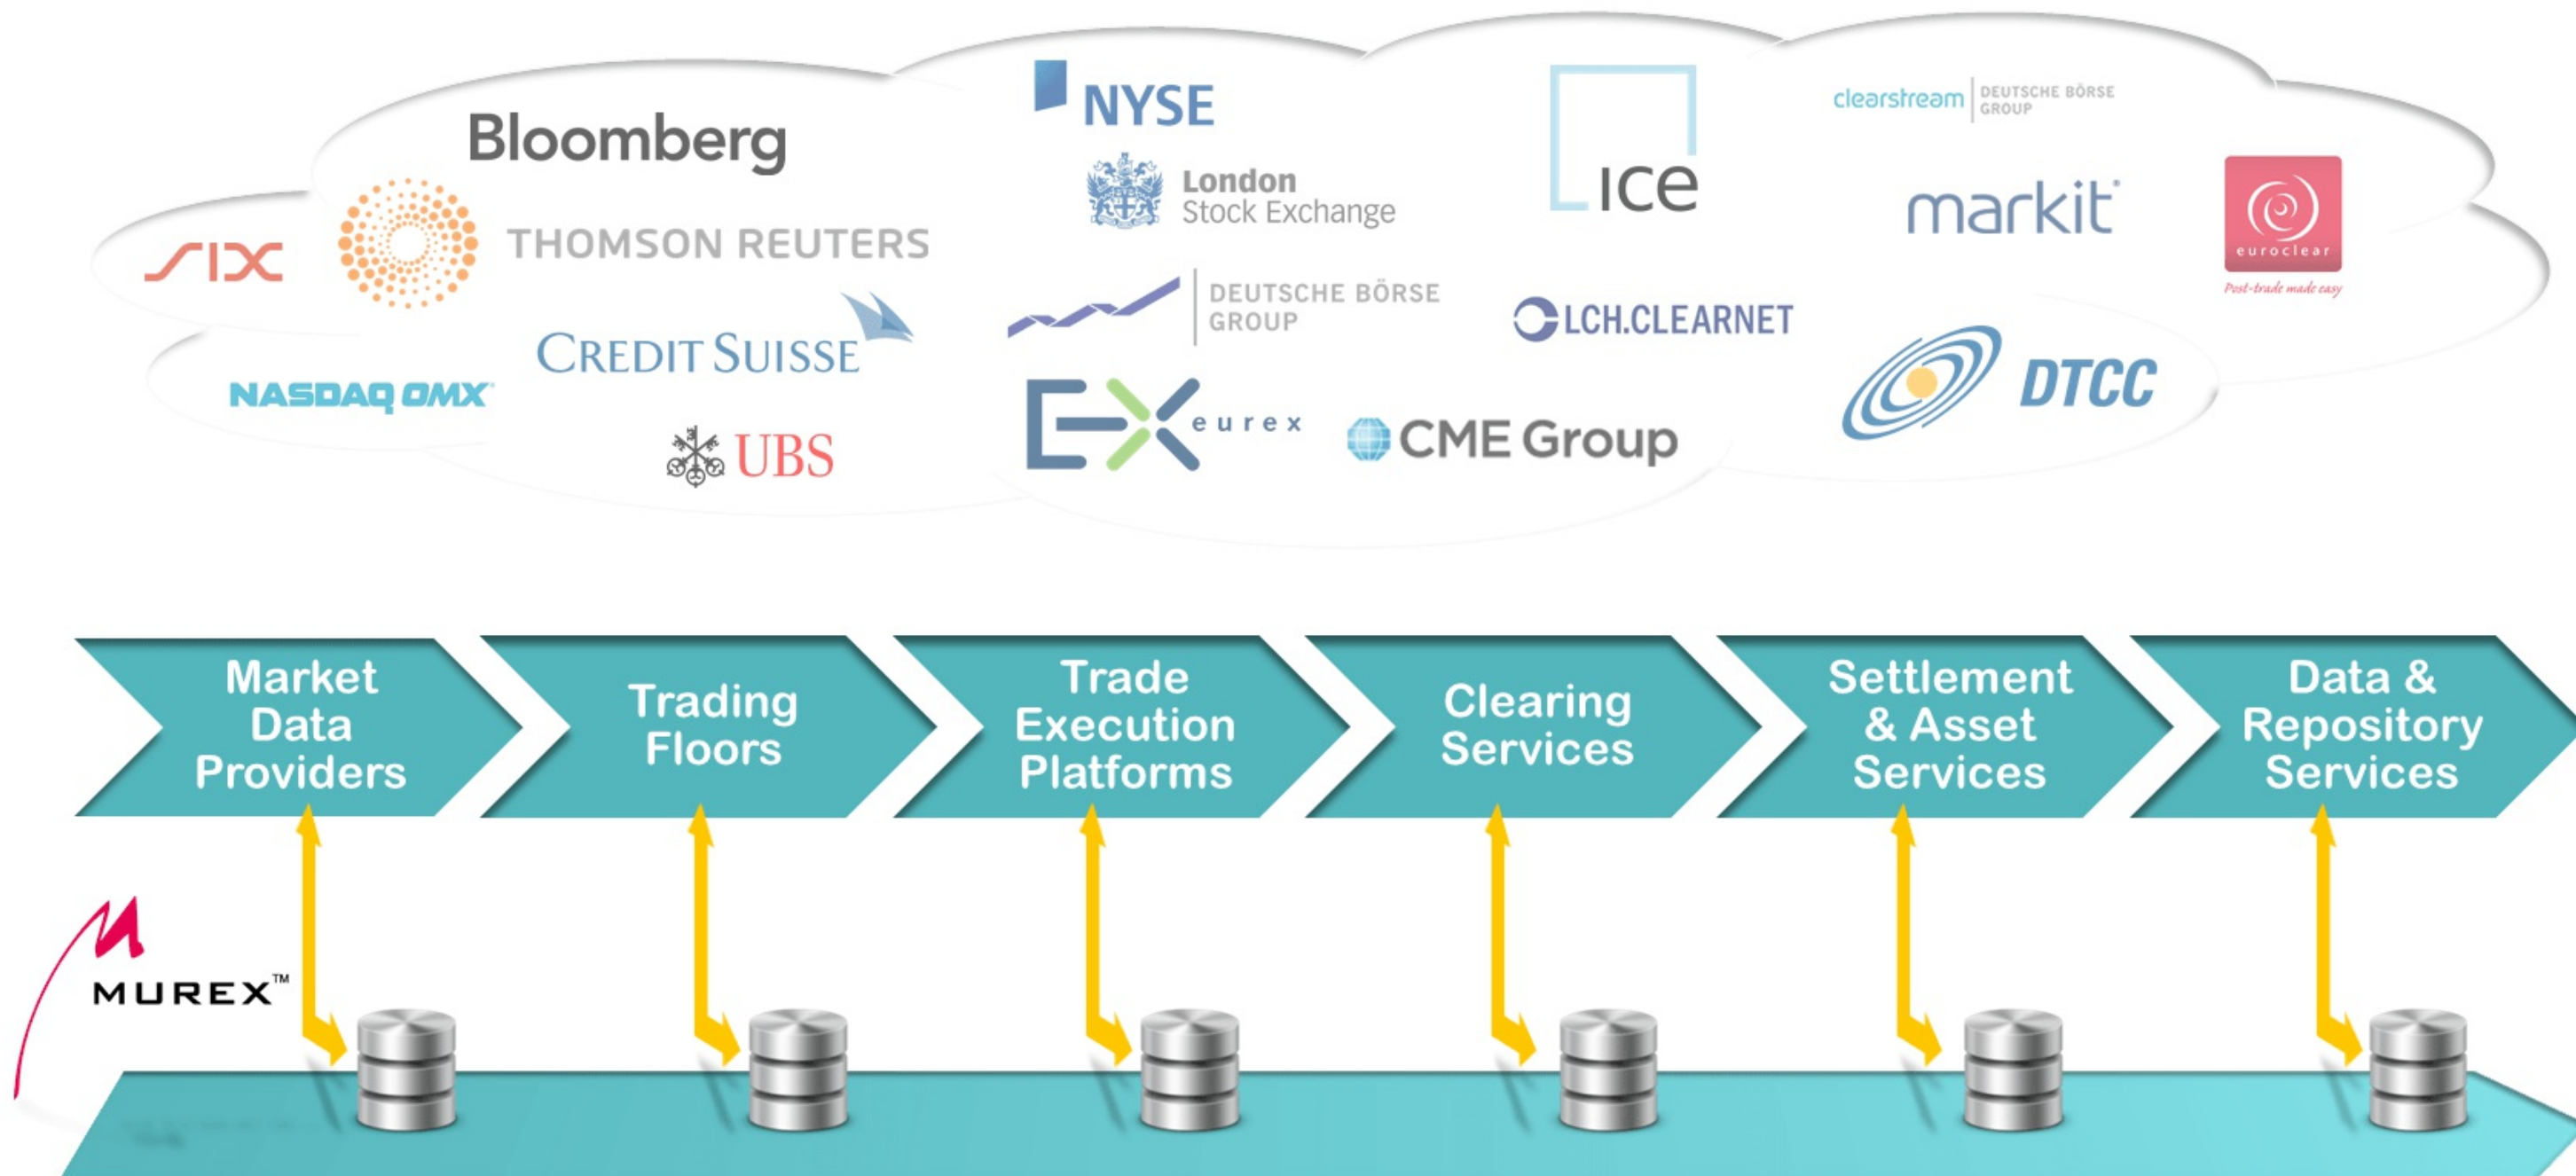 Bloomberg
SIX
THOMSON REUTERS
NASDAQ OMX®
CREDIT SUISSE
UBS
NYSE
London
Stock Exchange
DEUTSCHE BÖRSE
GROUP
EX eurex
ICE
LCH.CLEARNET
CME Group
clearstream
DEUTSCHE BÖRSE
GROUP
markit®
euroclear
Post-trade made easy
DTCC
Market
Data
Providers
Trading
Floors
Trade
Execution
Platforms
Clearing
Services
Settlement
& Asset
Services
Data &
Repository
Services
M
MUREX™